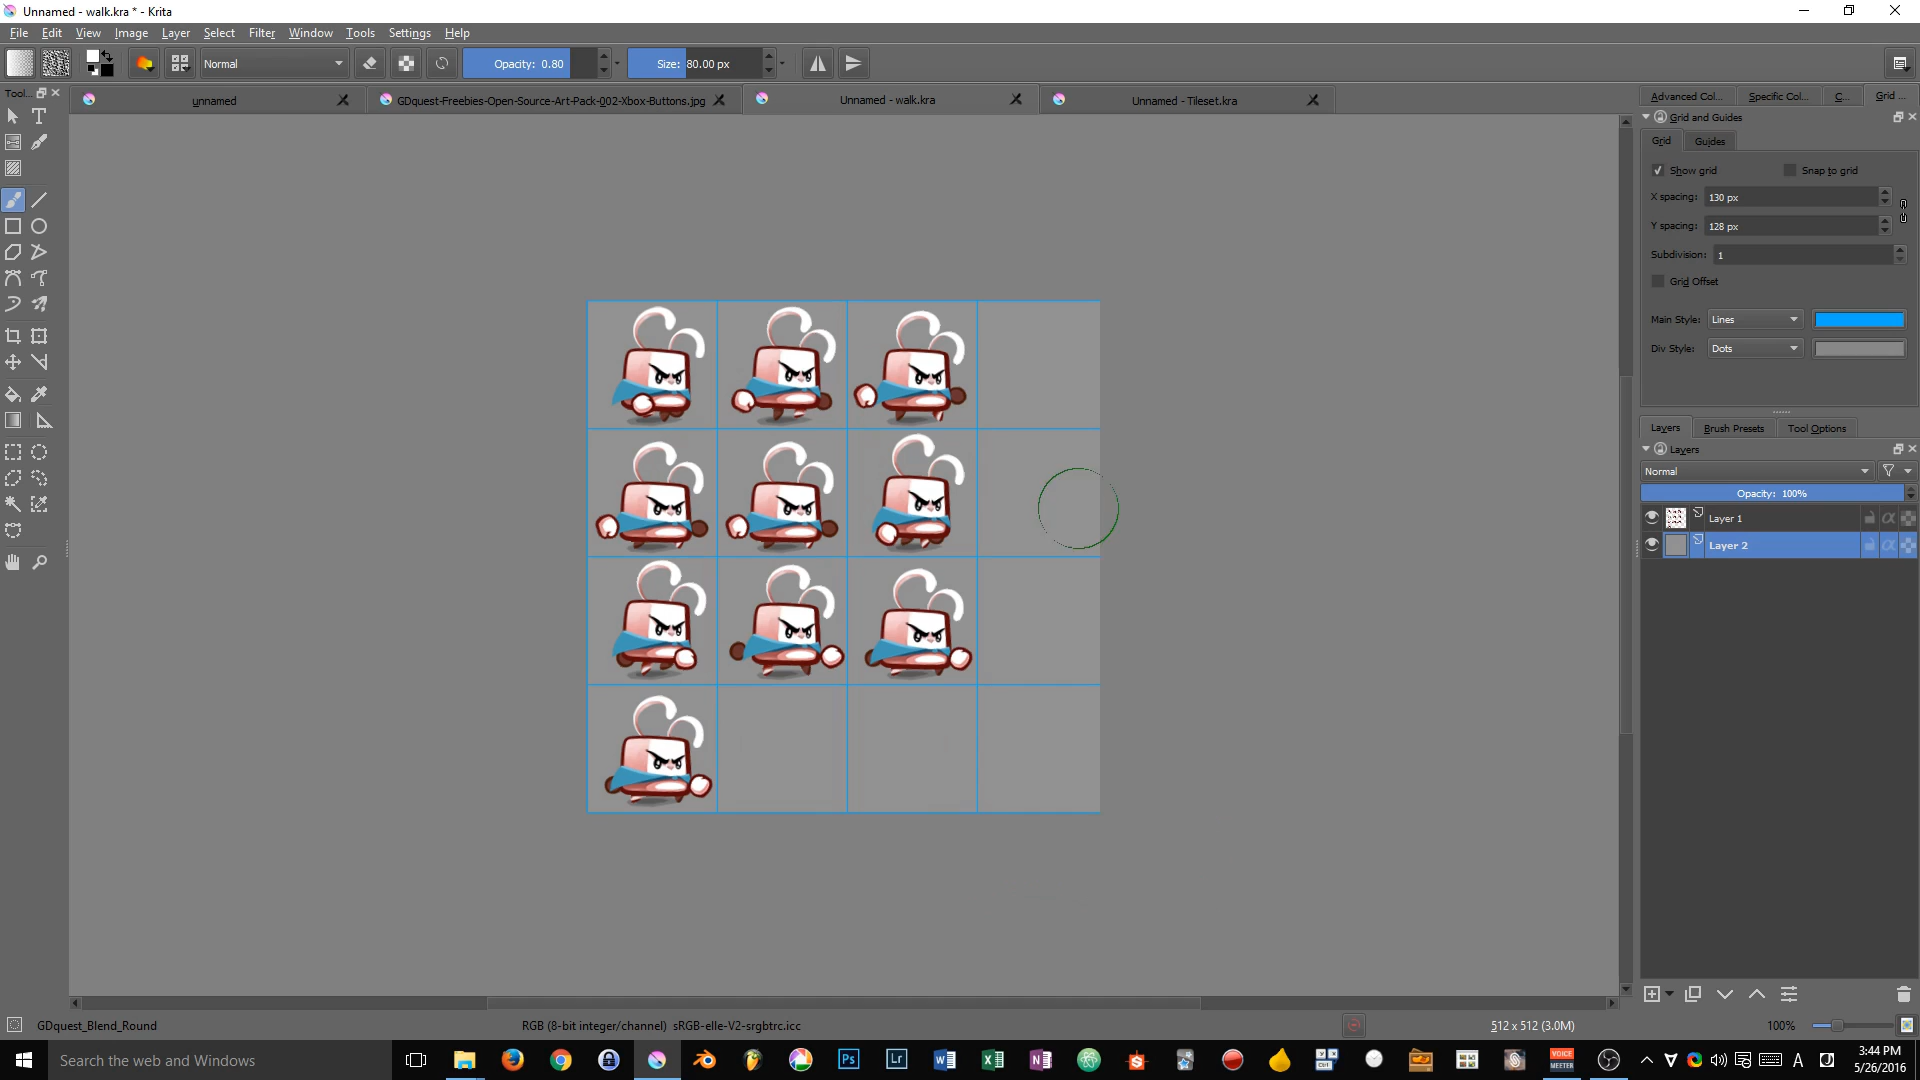 Unnamed - walk.kra * - Krita
File Edit View Image Layer Select Filter Image Tools Settings Help
Normal
Opacity: 0.80
Size: 80.00 px
Tool...
unnamed
GDquest-Freebies-Open-Source-Art-Pack-002-Xbox-Buttons.jpg
Unnamed - walk.kra
Unnamed - Tileset.kra
Advanced Col... Specific Col... C... Grid ...
Grid and Guides
Grid Guides
Show grid Snap to grid
X spacing: 130 px
Y spacing: 128 px
Subdivision: 1
Grid Offset
Main Style: Lines
Div Style: Dots
Layers Brush Presets Tool Options
Layers
Normal
Opacity: 100%
Layer 1
Layer 2
GDquest_Blend_Round
RGB (8-bit integer/channel) sRGB-elle-V2-srgbtrc.icc
512 x 512 (3.0M)
100%
Search the web and Windows
Ps
Lr
VOICE
MEETER
A
3:44 PM
5/26/2016